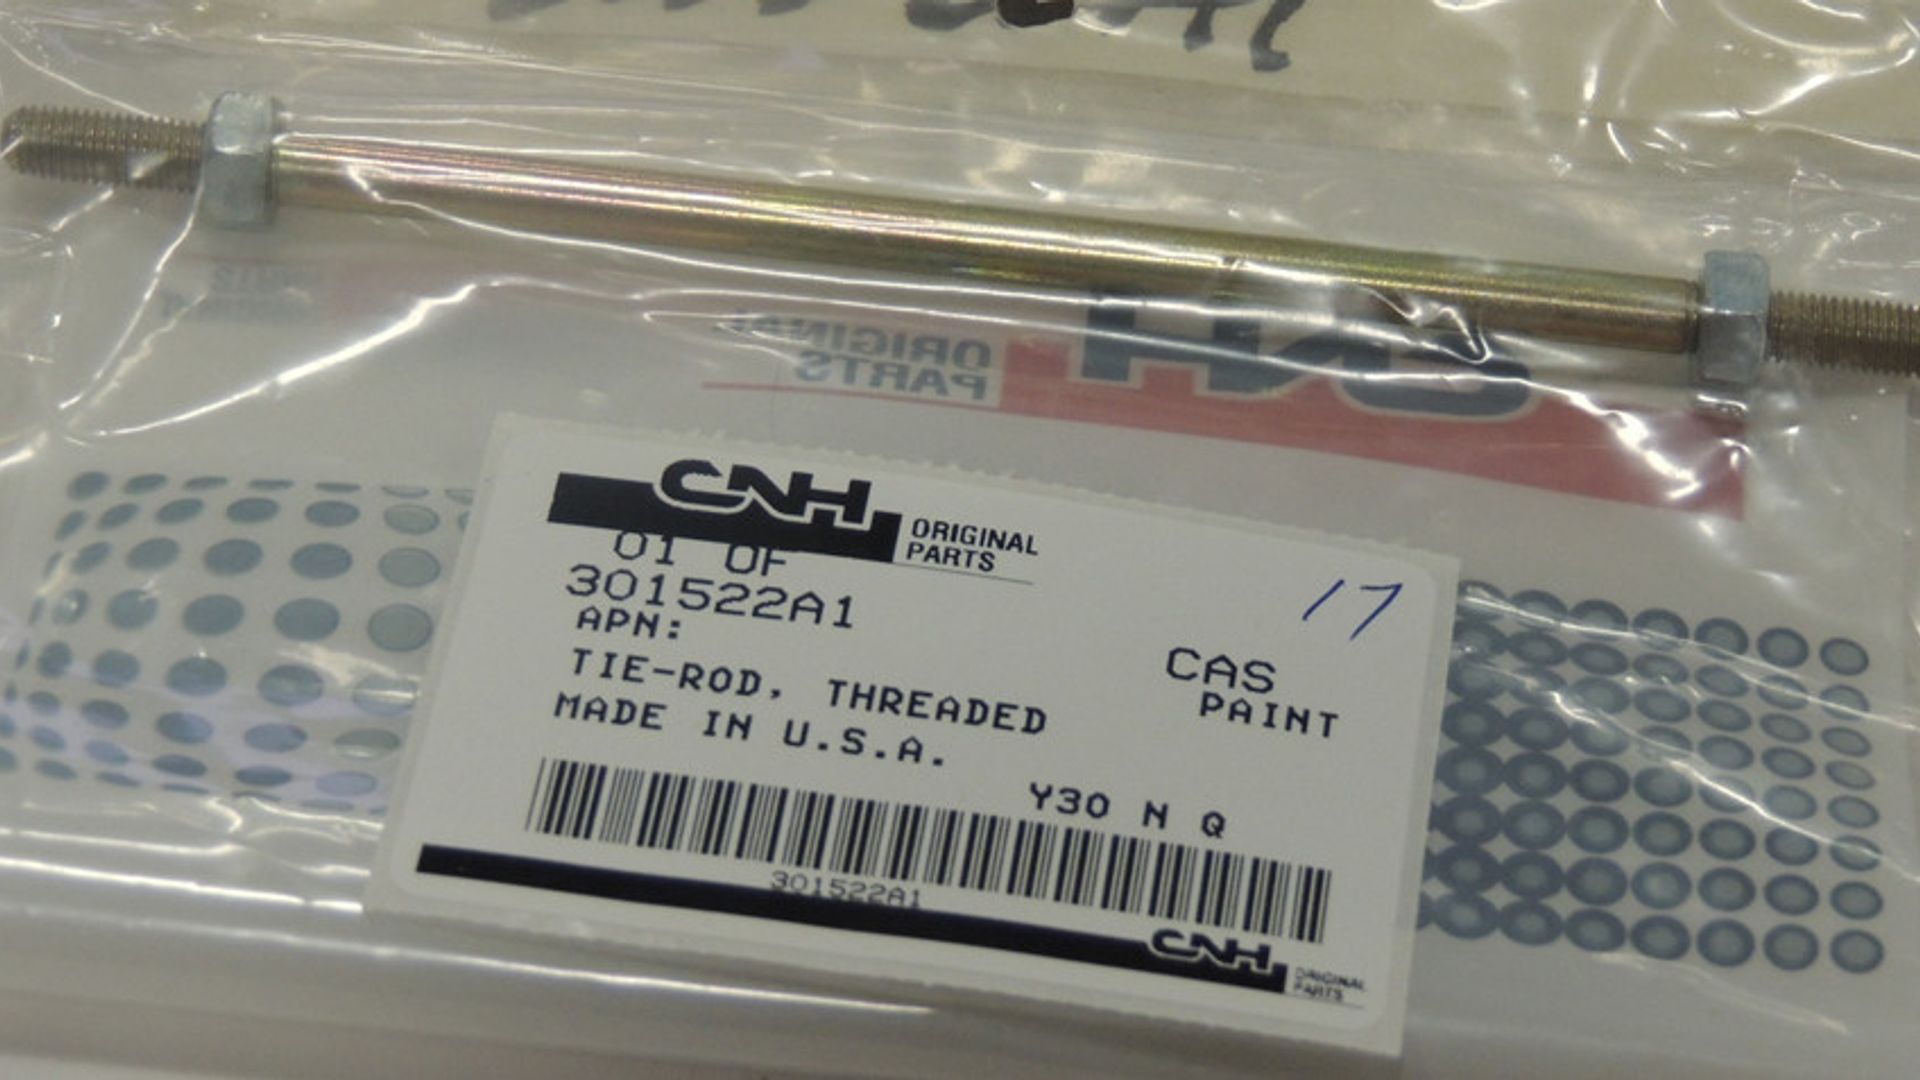 CNH ORIGINAL
PARTS
01 OF
301522A1
APN:
17
CAS
PAINT
TIE-ROD, THREADED
MADE IN U.S.A.
Y30 N Q
301522A1
CNH ORIGINAL
PARTS
CNH
ORIGINAL
PARTS